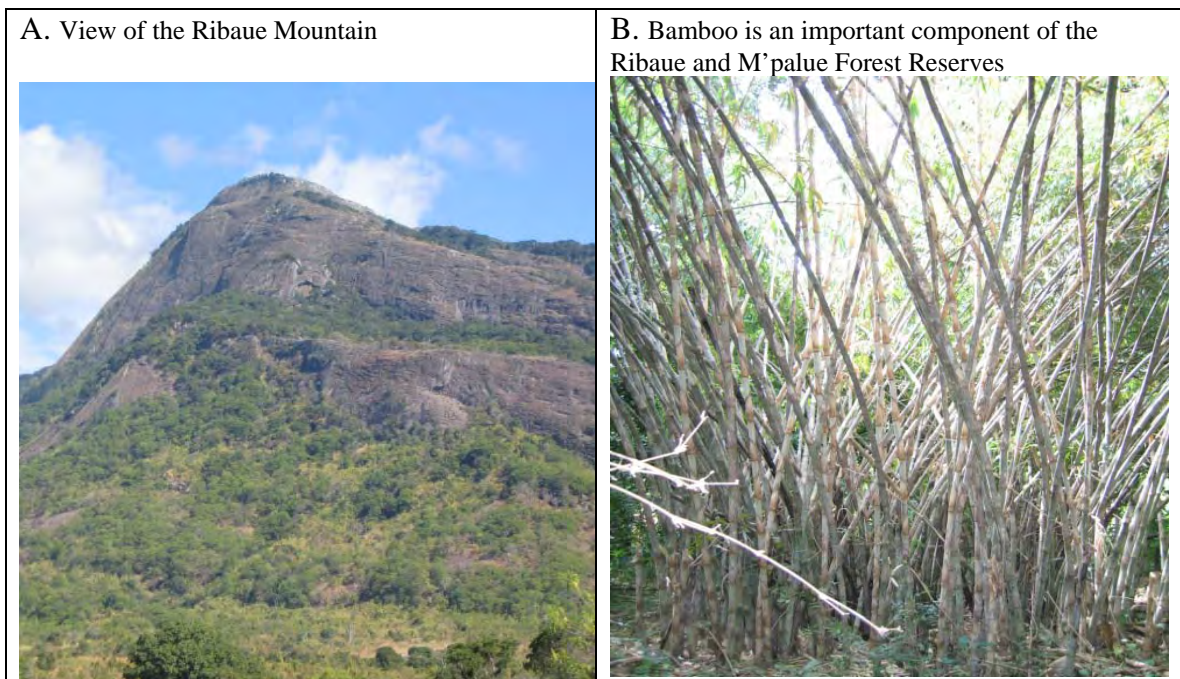 A. View of the Ribaue Mountain
B. Bamboo is an important component of the
Ribaue and M’palue Forest Reserves